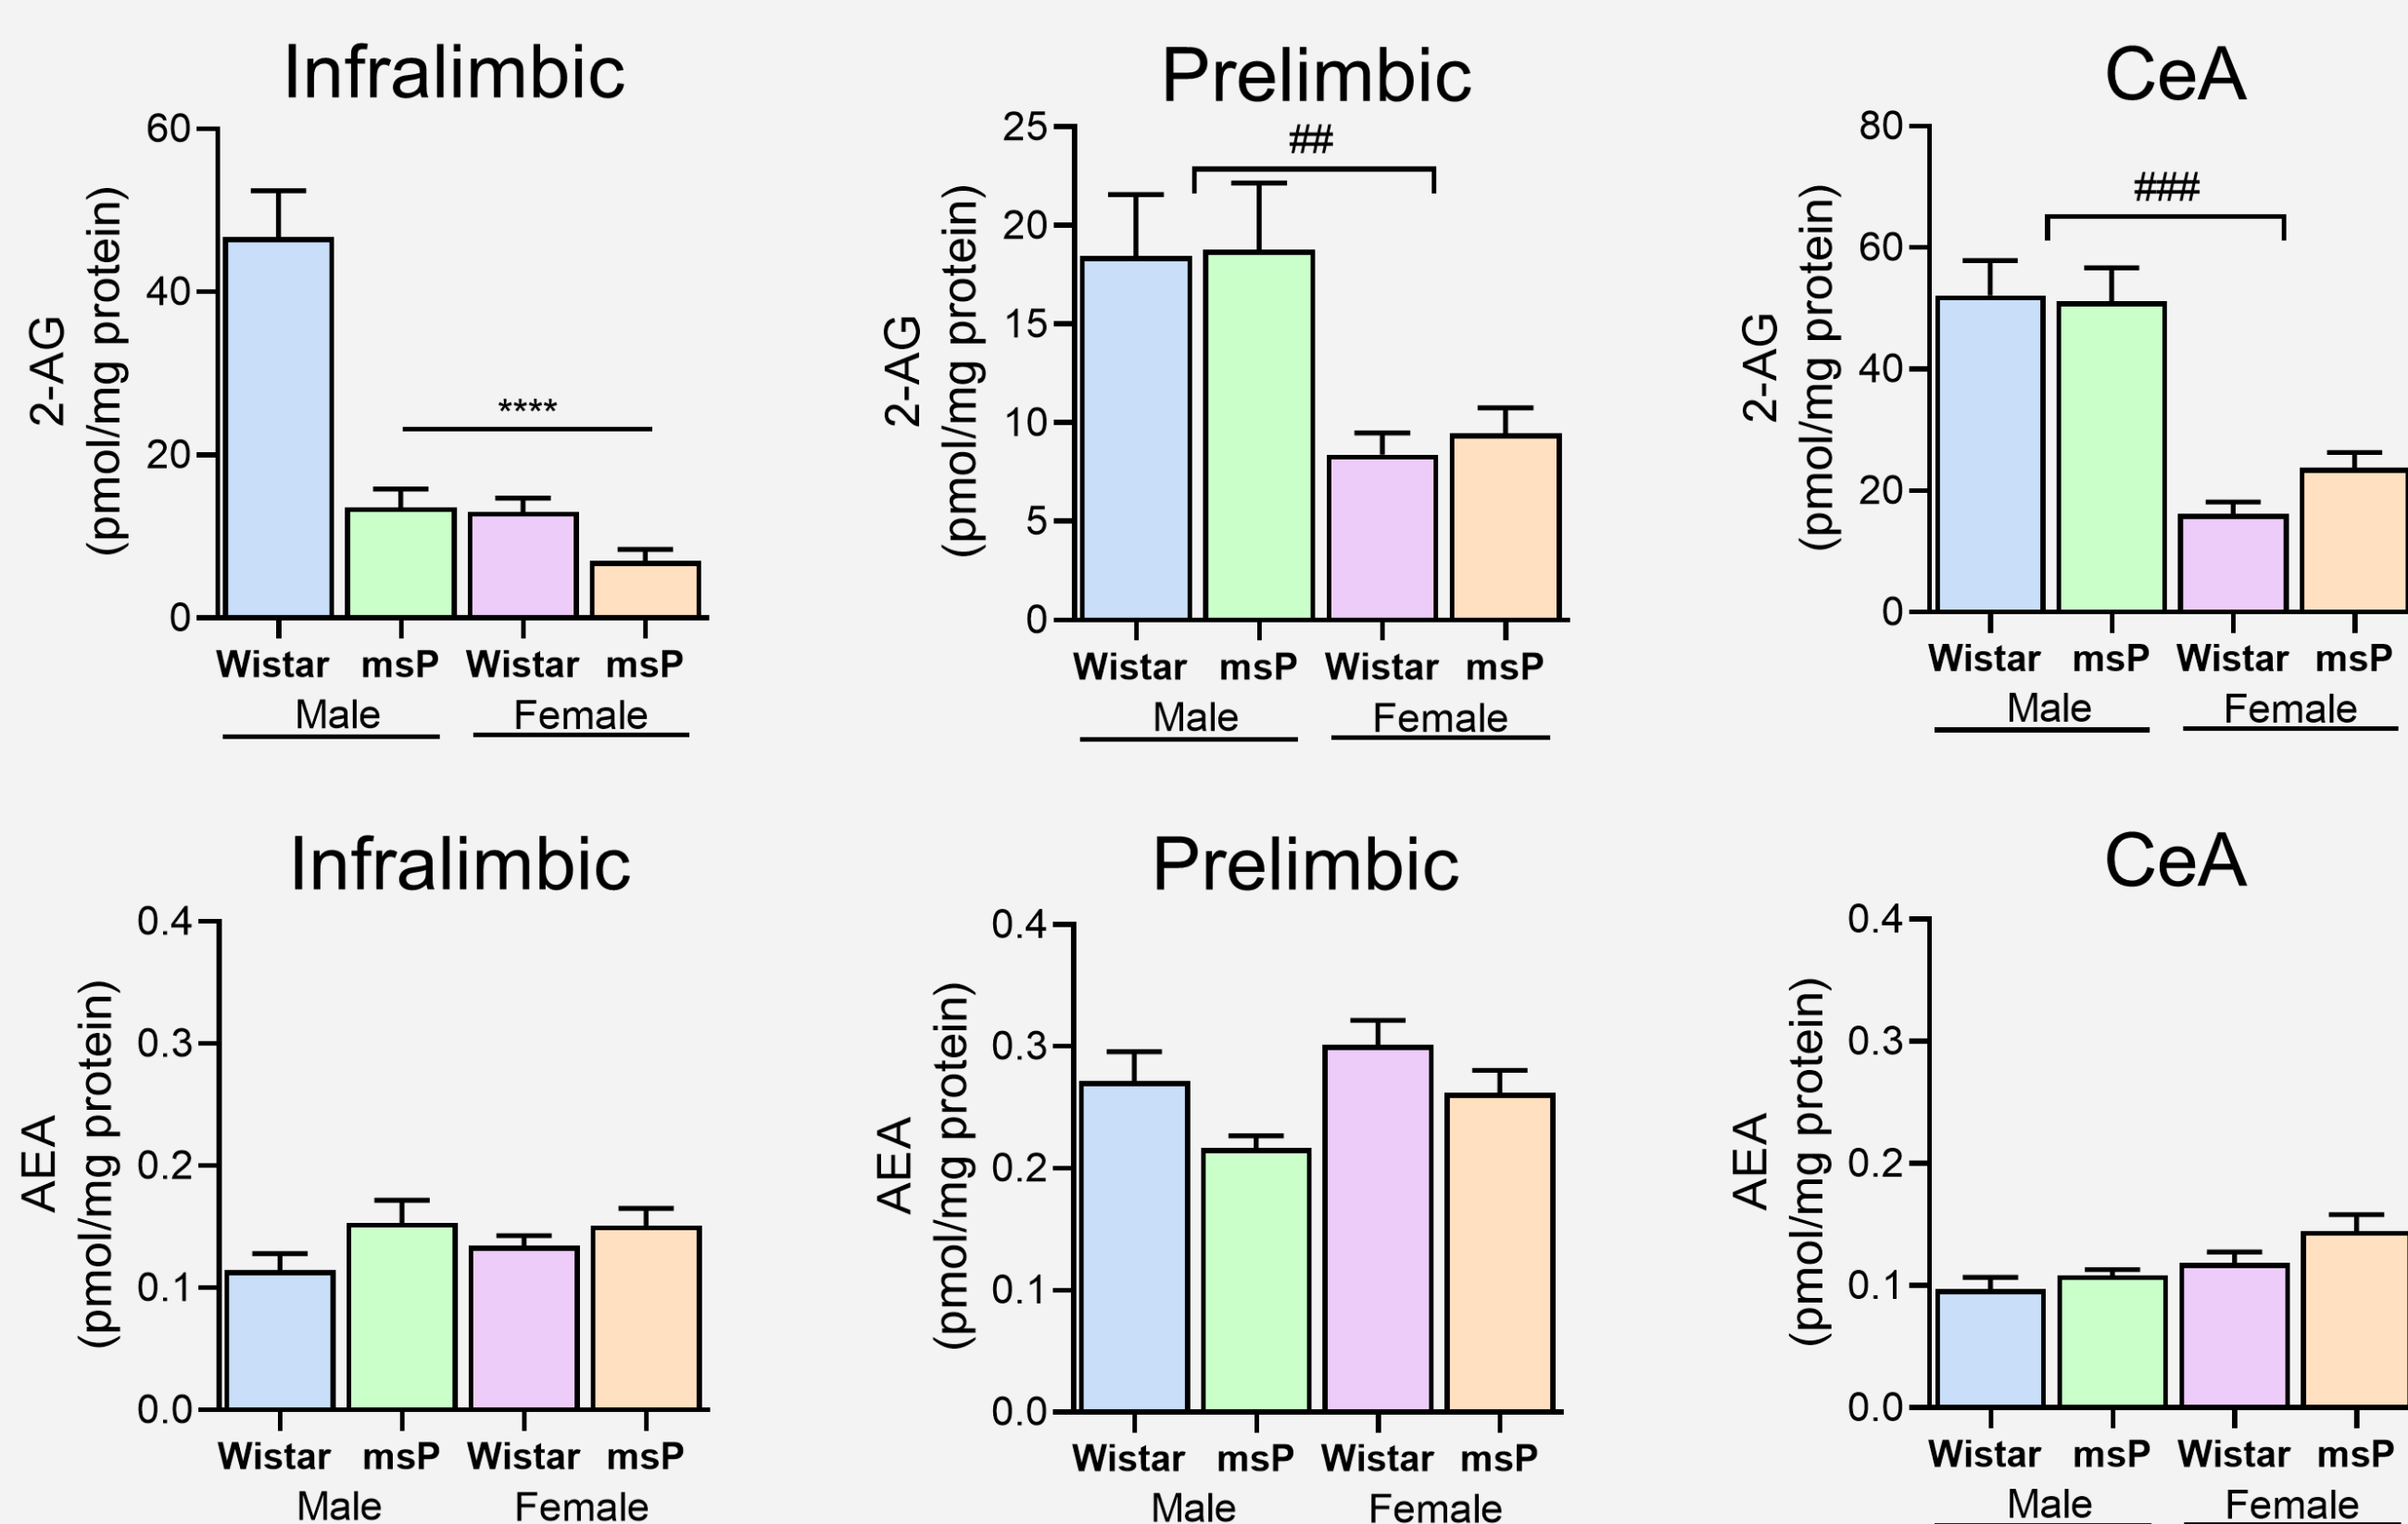 Infralimbic
2-AG
(pmol/mg protein)
60
40
20
0
****
Wistar msP Wistar msP
Male Female
Prelimbic
2-AG
(pmol/mg protein)
25
20
15
10
5
0
##
Wistar msP Wistar msP
Male Female
CeA
2-AG
(pmol/mg protein)
80
60
40
20
0
###
Wistar msP Wistar msP
Male Female
Infralimbic
AEA
(pmol/mg protein)
0.4
0.3
0.2
0.1
0.0
Wistar msP Wistar msP
Male Female
Prelimbic
AEA
(pmol/mg protein)
0.4
0.3
0.2
0.1
0.0
Wistar msP Wistar msP
Male Female
CeA
AEA
(pmol/mg protein)
0.4
0.3
0.2
0.1
0.0
Wistar msP Wistar msP
Male Female